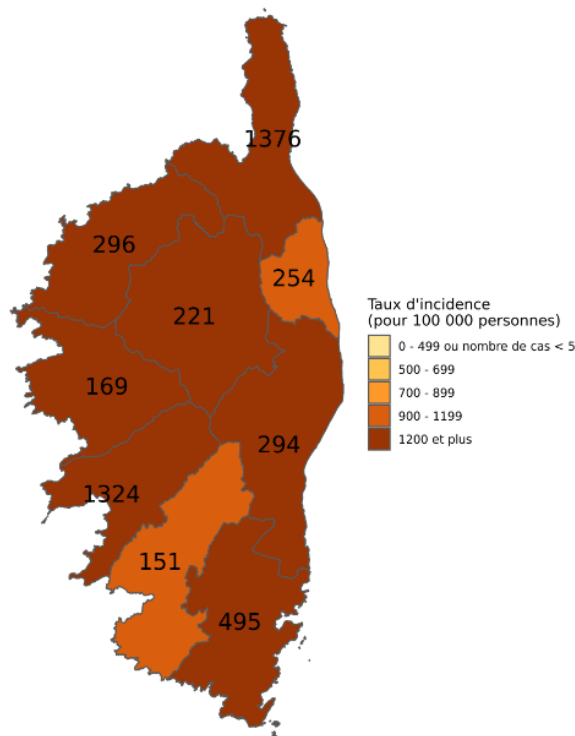 1376
296
254
221
Taux d'incidence
(pour 100 000 personnes)
0 - 499 ou nombre de cas < 5
500 - 699
700 - 899
900 - 1199
1200 et plus
169
294
1324
151
495